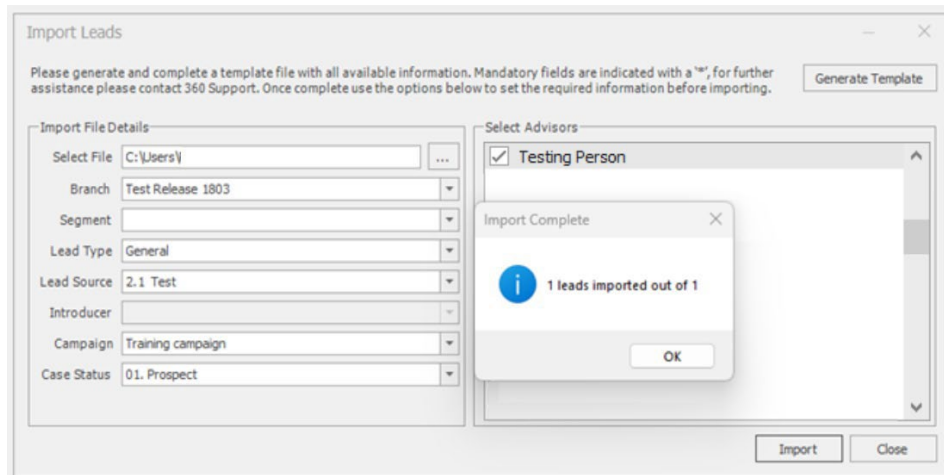 Import Leads
Please generate and complete a template file with all available information. Mandatory fields are indicated with a '*', for further
assistance please contact 360 Support. Once complete use the options below to set the required information before importing.
Generate Template
Import File Details
Select File C:\Users\j
...
Branch Test Release 1803
Segment
Lead Type General
Lead Source 2.1 Test
Introducer
Campaign Training campaign
Case Status 01. Prospect
Select Advisors
Testing Person
Import Complete
1 leads imported out of 1
OK
Import
Close